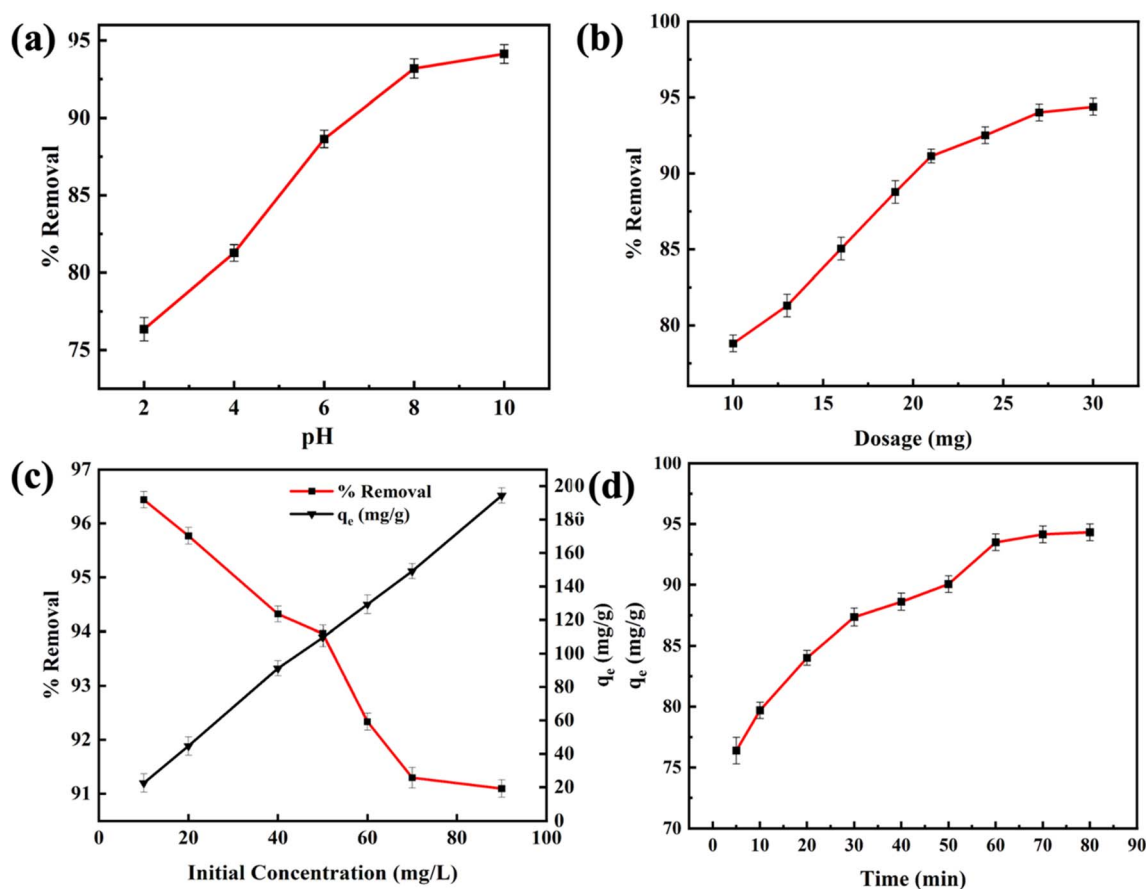 (a)
95
90
85
80
75
% Removal
2 4 6 8 10
pH
(b)
100
95
90
85
80
% Removal
10 15 20 25 30
Dosage (mg)
(c)
97
96
95
94
93
92
91
% Removal
% Removal
qe (mg/g)
200
180
160
140
120
100
80
60
40
20
0
qe (mg/g)
0 20 40 60 80 100
Initial Concentration (mg/L)
(d)
100
95
90
85
80
75
70
qe (mg/g)
0 10 20 30 40 50 60 70 80 90
Time (min)